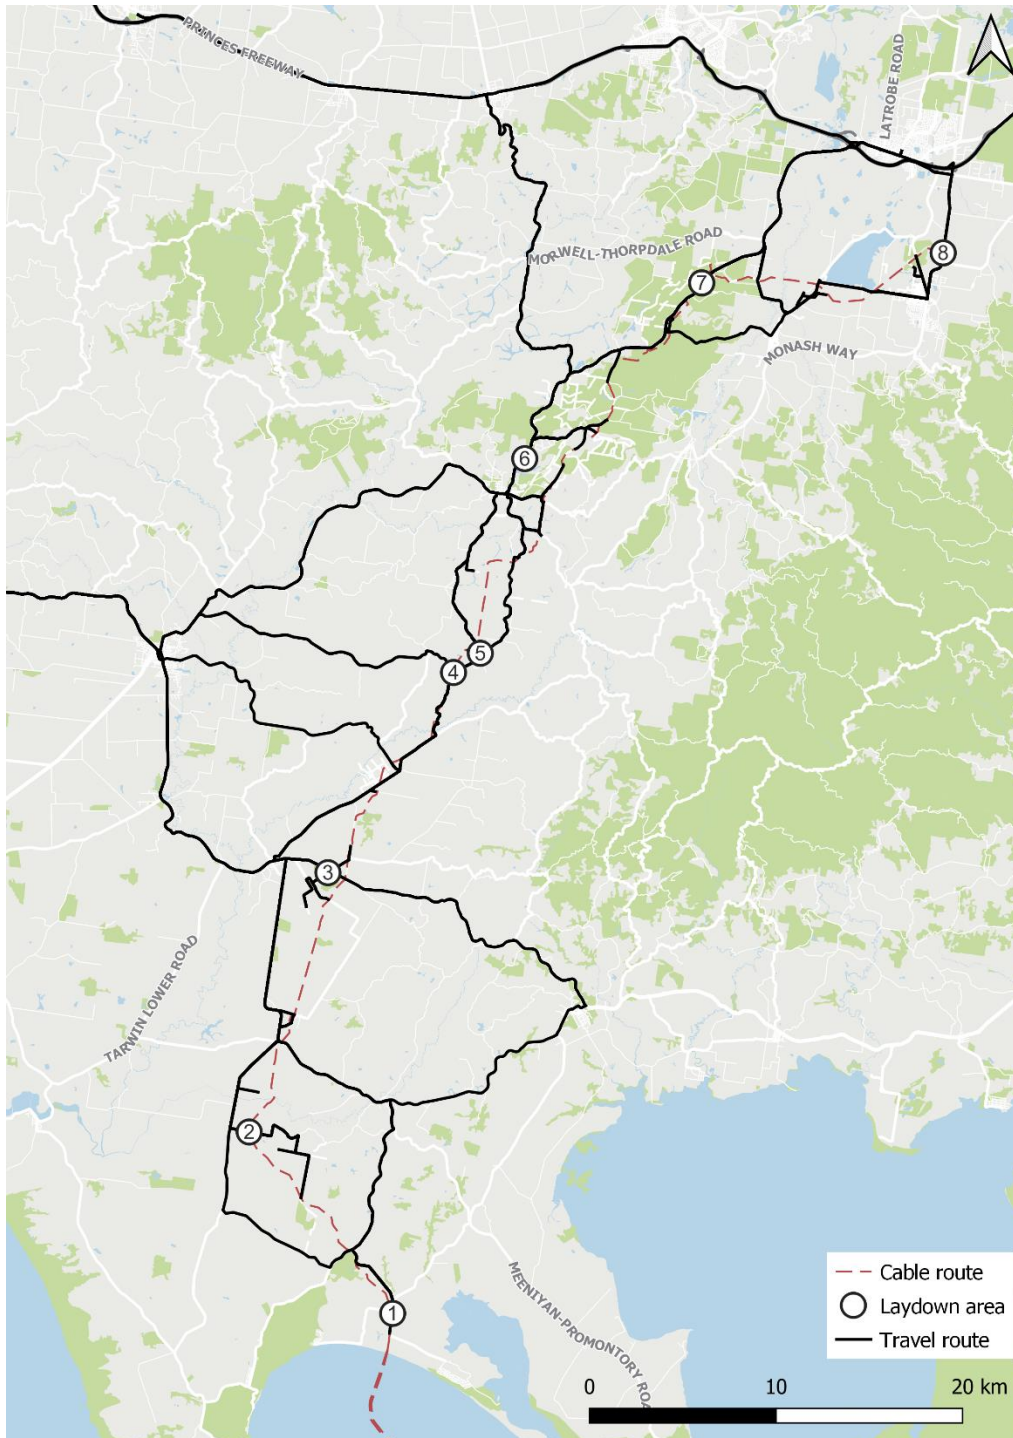 PRINCES FREEWAY
LATROBE ROAD
MORWELL-THORPDALE ROAD
8
7
MONASH WAY
6
5
4
3
TARWIN LOWER ROAD
2
MEENIYAN-PROMONTORY ROA
1
Cable route
Laydown area
Travel route
0 10 20 km